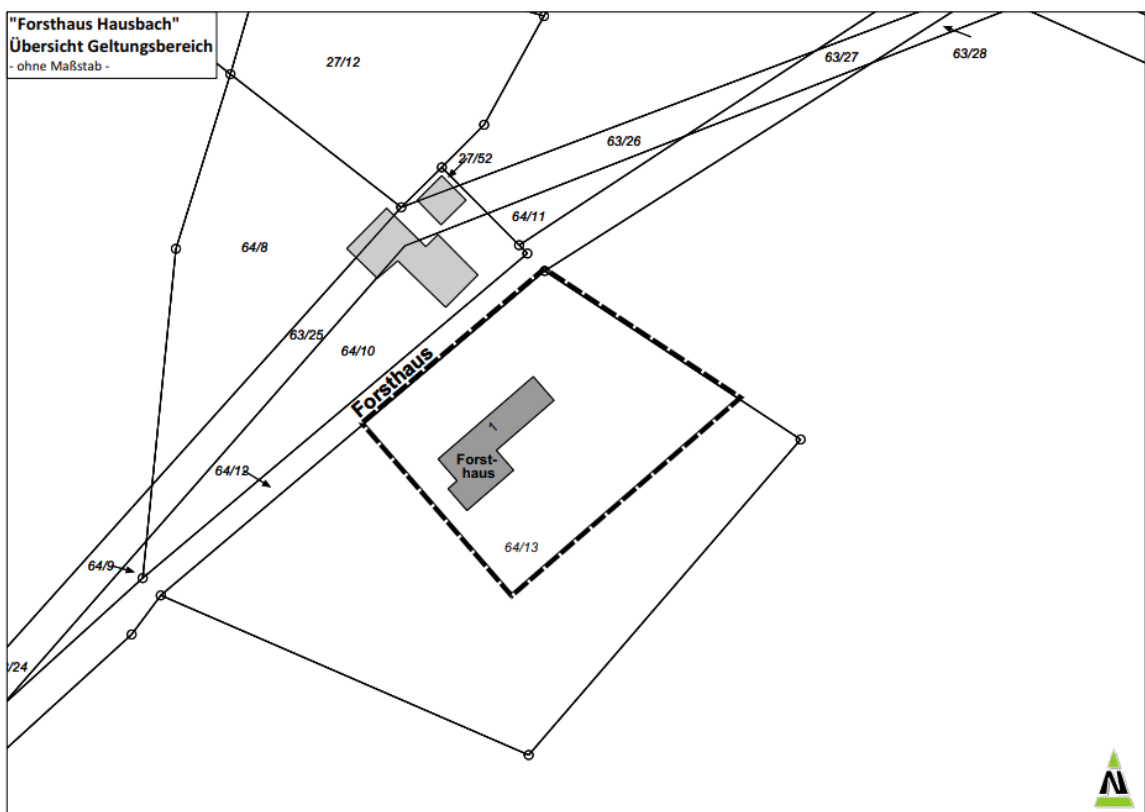 "Forsthaus Hausbach"
Übersicht Geltungsbereich
- ohne Maßstab -
27/12
63/27
63/28
63/26
27/52
64/11
64/8
63/25
64/10
Forsthaus
1
Forst-
haus
64/12
64/13
64/9
/24
N